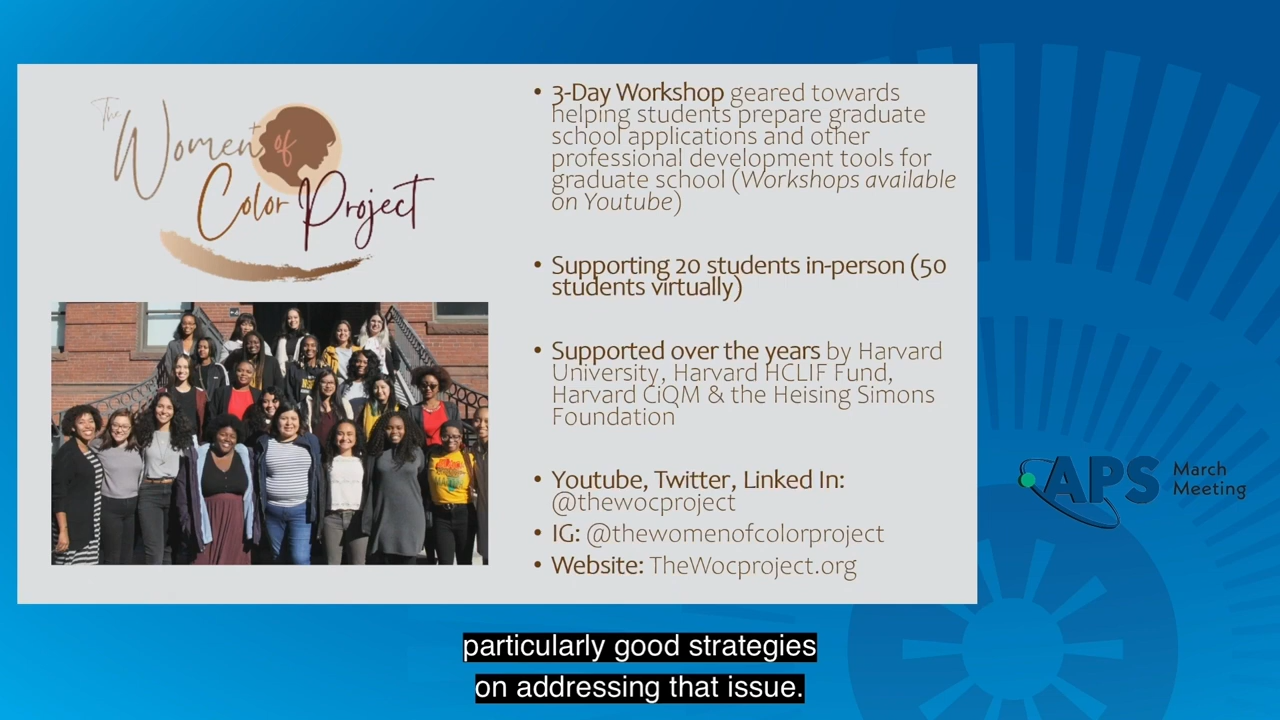 The
Women+ of
Color Project
• 3-Day Workshop geared towards
helping students prepare graduate
school applications and other
professional development tools for
graduate school (Workshops available
on Youtube)
• Supporting 20 students in-person (50
students virtually)
• Supported over the years by Harvard
University, Harvard HCLIF Fund,
Harvard CiQM & the Heising Simons
Foundation
• Youtube, Twitter, Linked In:
@thewocproject
• IG: @thewomenofcolorproject
• Website: TheWocproject.org
APS March
Meeting
particularly good strategies
on addressing that issue.